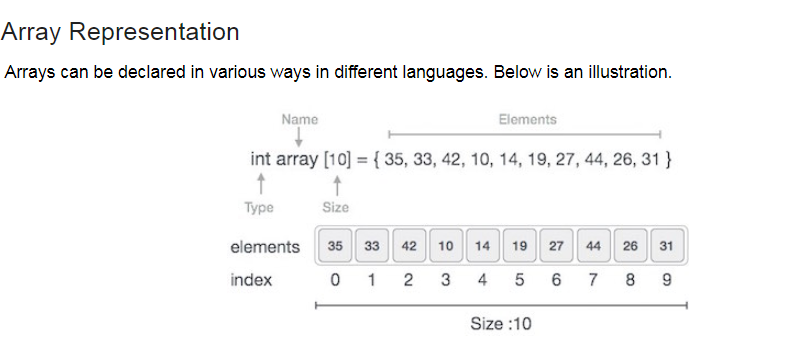 Array Representation
Arrays can be declared in various ways in different languages. Below is an illustration.
Name Elements
int array [10] = { 35, 33, 42, 10, 14, 19, 27, 44, 26, 31 }
Type Size
elements 35 33 42 10 14 19 27 44 26 31
index 0 1 2 3 4 5 6 7 8 9
Size :10